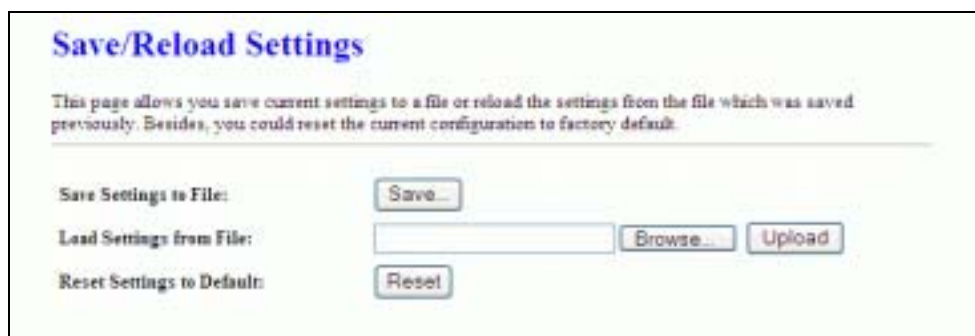 Save/Reload Settings
This page allows you save current settings to a file or reload the settings from the file which was saved
previously. Besides, you could reset the current configuration to factory default.
Save Settings to File: Save...
Load Settings from File: Browse... Upload
Reset Settings to Default: Reset